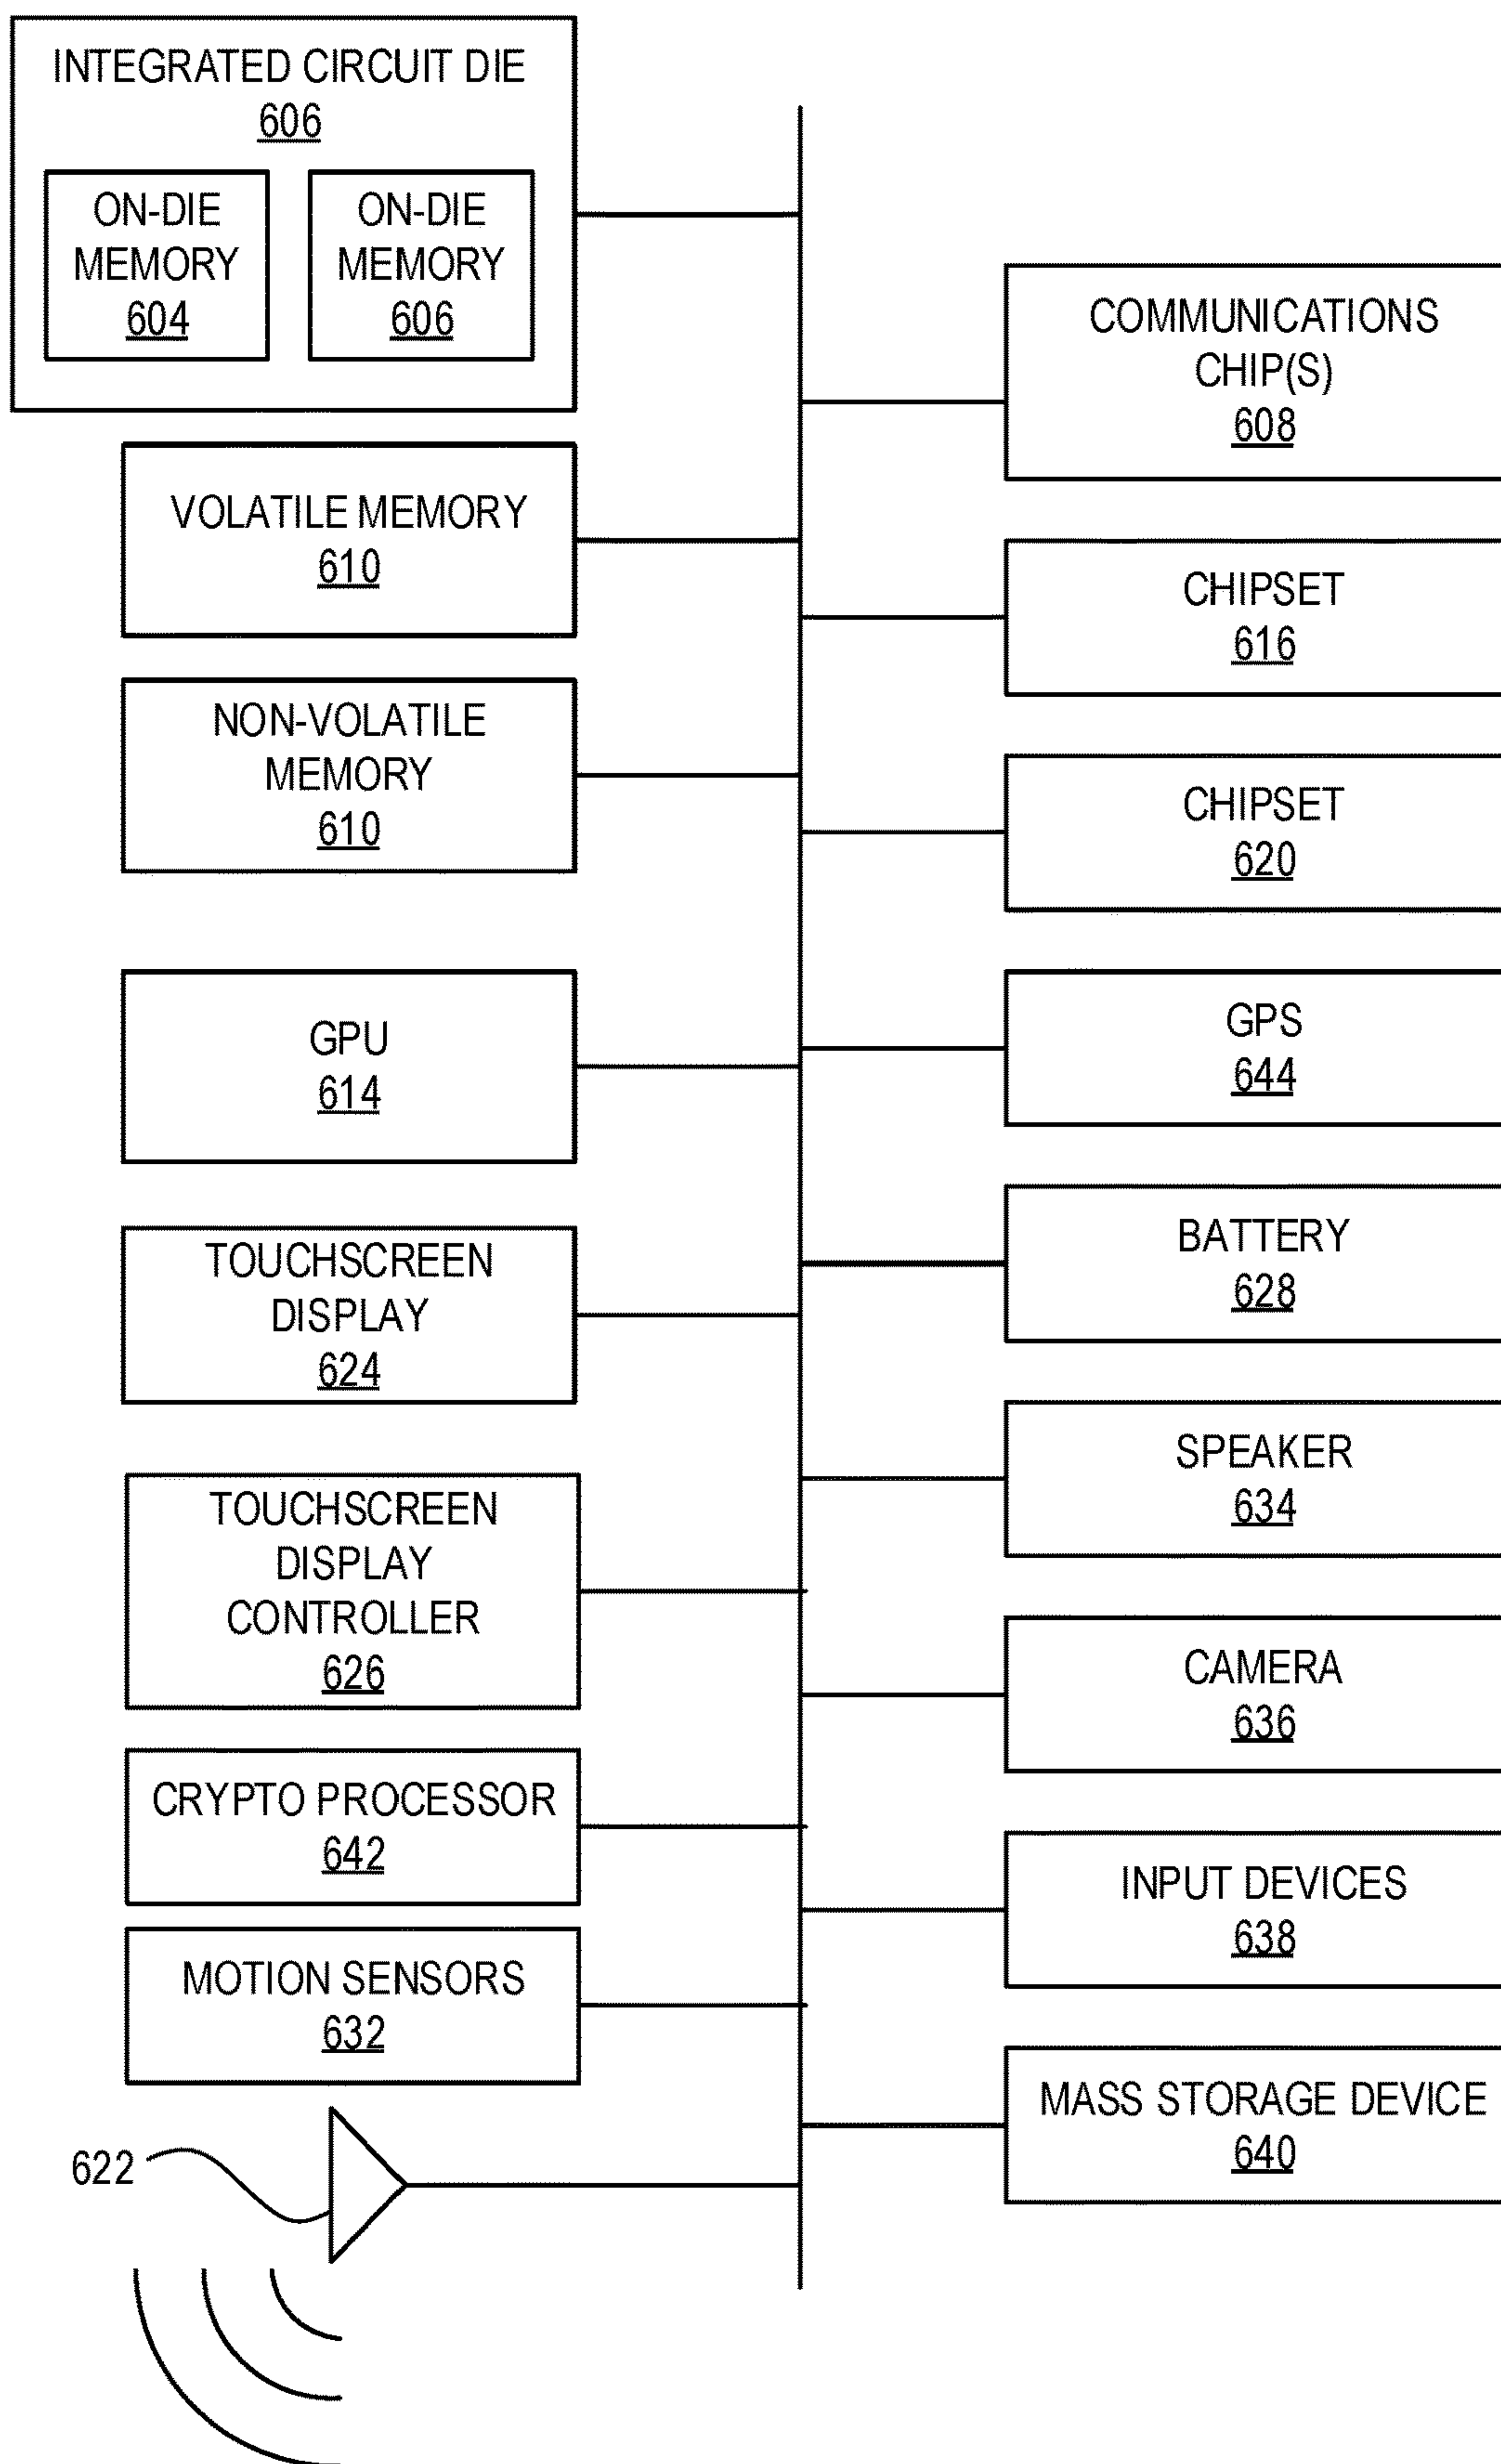 INTEGRATED CIRCUIT DIE
606
ON-DIE
MEMORY
604
ON-DIE
MEMORY
606
VOLATILE MEMORY
610
NON-VOLATILE
MEMORY
610
GPU
614
TOUCHSCREEN
DISPLAY
624
TOUCHSCREEN
DISPLAY
CONTROLLER
626
CRYPTO PROCESSOR
642
MOTION SENSORS
632
622
COMMUNICATIONS
CHIP(S)
608
CHIPSET
616
CHIPSET
620
GPS
644
BATTERY
628
SPEAKER
634
CAMERA
636
INPUT DEVICES
638
MASS STORAGE DEVICE
640